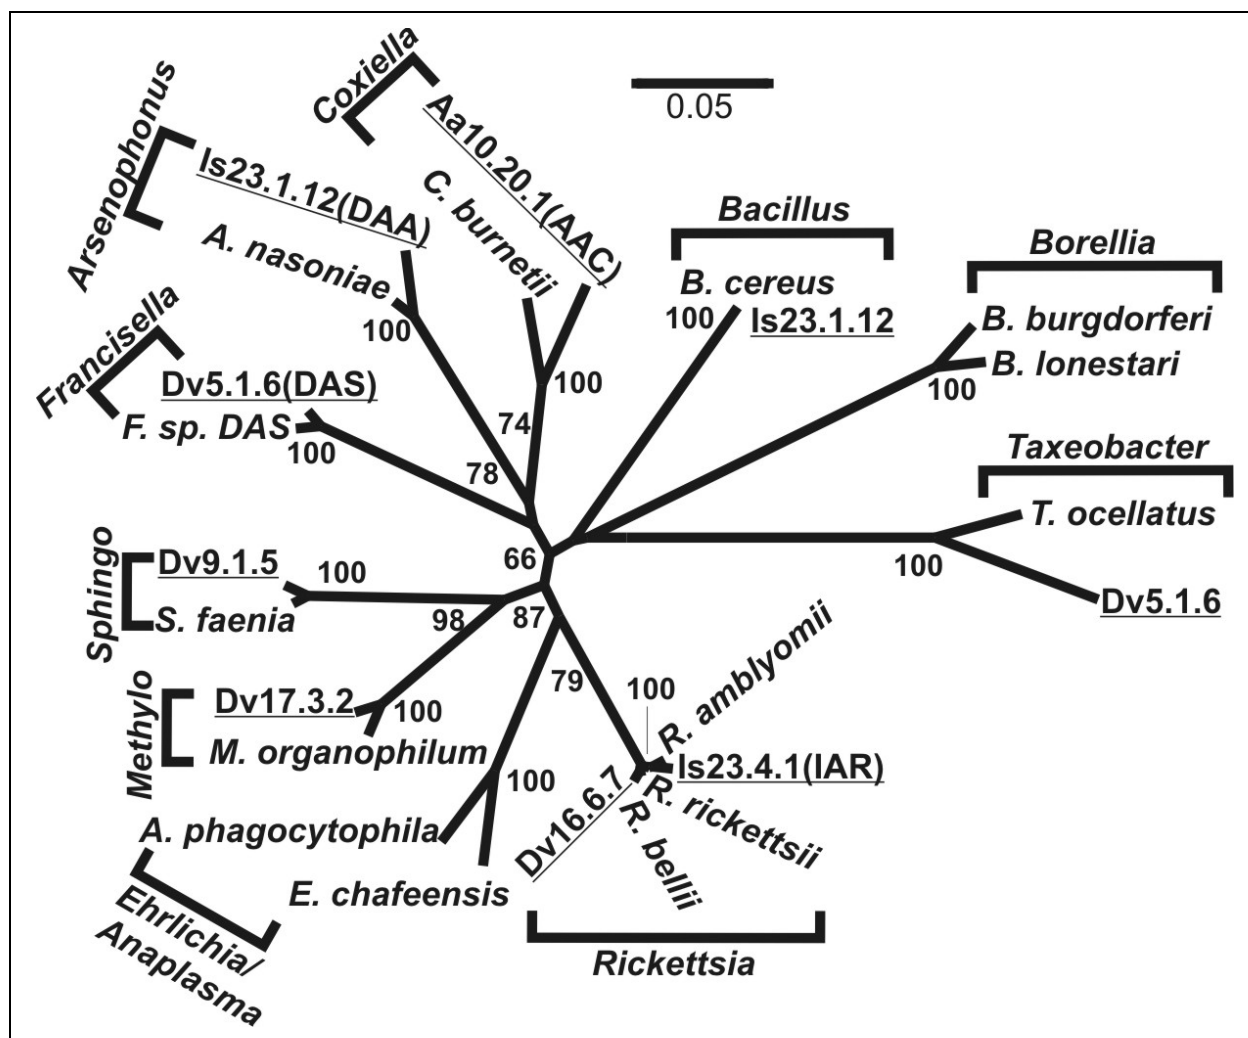 Coxiella
Aa10.20.1(AAC)
C. burnetii
0.05
Arsenophonus
Is23.1.12(DAA)
A. nasoniae
100
Francisella
Dv5.1.6(DAS)
F. sp. DAS
100
Bacillus
B. cereus
100
Is23.1.12
Borellia
B. burgdorferi
B. lonestari
100
100
74
78
Taxeobacter
T. ocellatus
100
Dv5.1.6
66
Sphingo
Dv9.1.5
100
S. faenia
98
87
79
Methylo
Dv17.3.2
100
M. organophilum
100
R. amblyomii
Is23.4.1(IAR)
R. rickettsii
Dv16.6.7
R. bellii
Rickettsia
100
A. phagocytophila
E. chafeensis
Ehrlichia/
Anaplasma